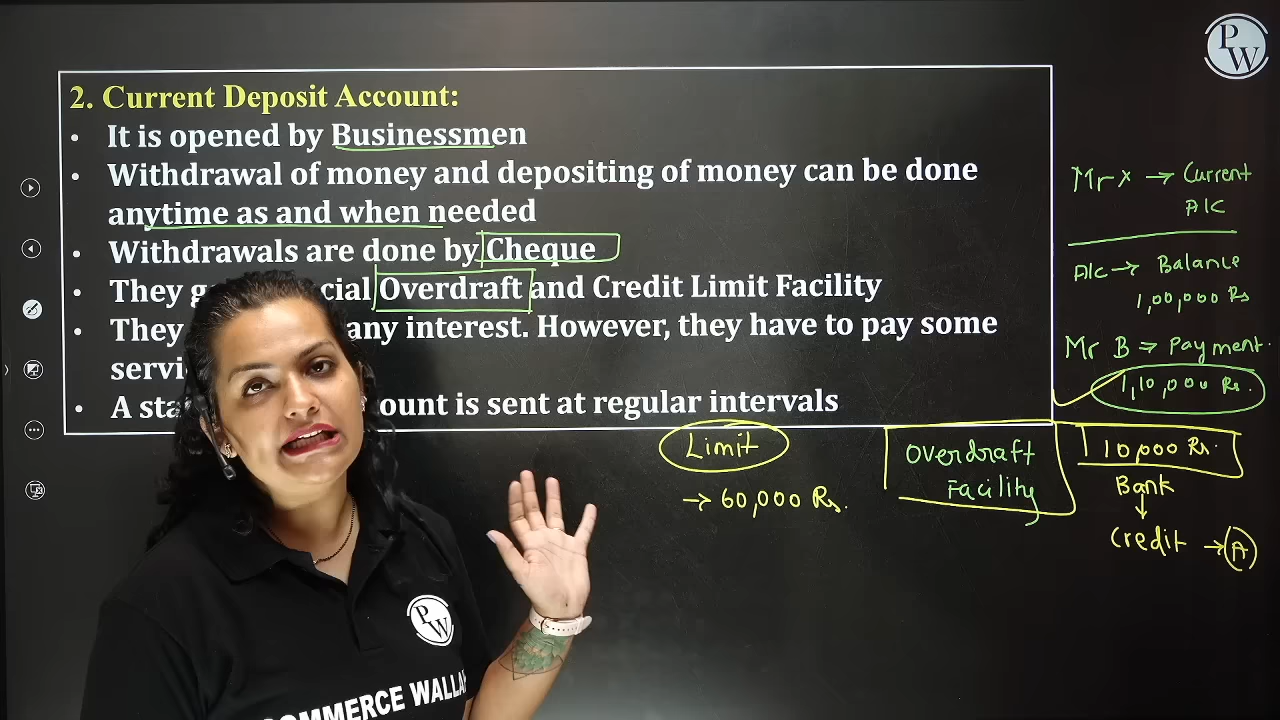 PW
2. Current Deposit Account:
• It is opened by Businessmen
• Withdrawal of money and depositing of money can be done
anytime as and when needed
• Withdrawals are done by Cheque
• They g cial Overdraft and Credit Limit Facility
• They any interest. However, they have to pay some
servi
• A sta ount is sent at regular intervals
Mr X → Current
A/C
A/c → Balance
1,00,000 Rs
Mr B ⇒ Payment.
1,10,000 Rs.
Limit
→ 60,000 Rs.
Overdraft
Facility
10,000 Rs.
Bank
↓
Credit → A
PW
COMMERCE WALLA